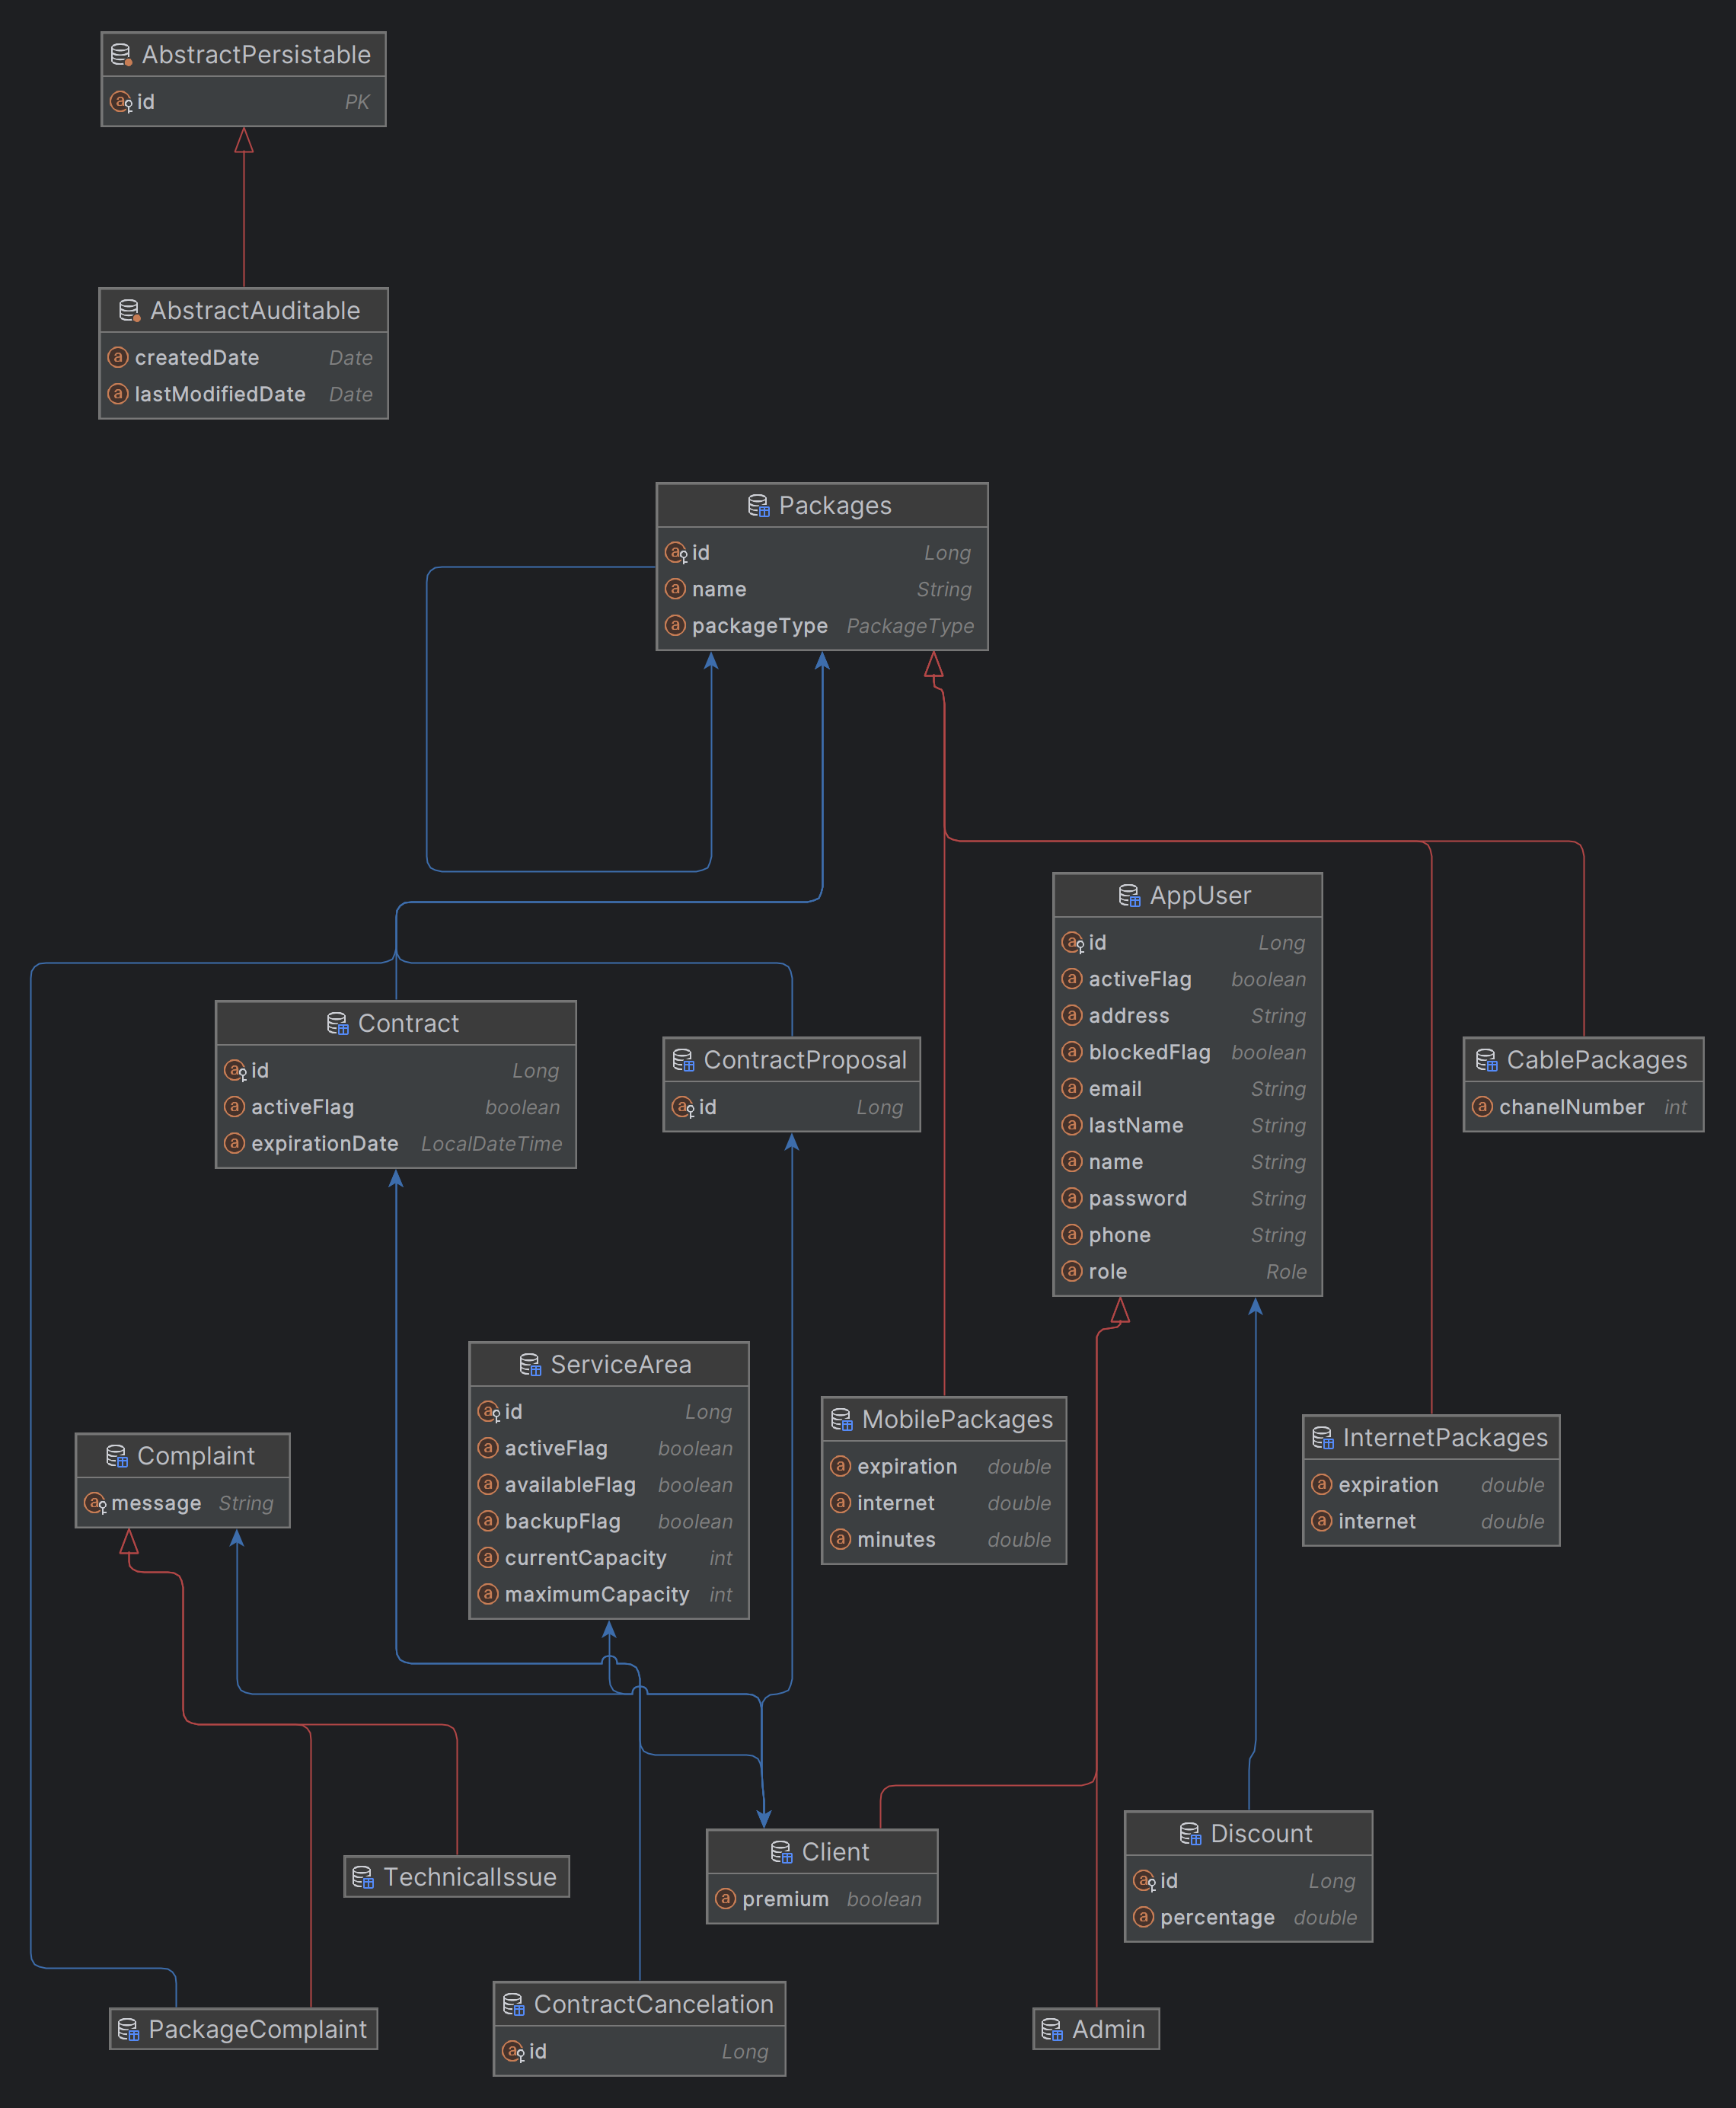 AbstractPersistable
id PK
AbstractAuditable
createdDate Date
lastModifiedDate Date
Packages
id Long
name String
packageType PackageType
AppUser
id Long
activeFlag boolean
address String
blockedFlag boolean
email String
lastName String
name String
password String
phone String
role Role
Contract
id Long
activeFlag boolean
expirationDate LocalDateTime
ContractProposal
id Long
CablePackages
chanelNumber int
ServiceArea
id Long
activeFlag boolean
availableFlag boolean
backupFlag boolean
currentCapacity int
maximumCapacity int
MobilePackages
expiration double
internet double
minutes double
InternetPackages
expiration double
internet double
Complaint
message String
TechnicalIssue
Client
premium boolean
Discount
id Long
percentage double
PackageComplaint
ContractCancelation
id Long
Admin